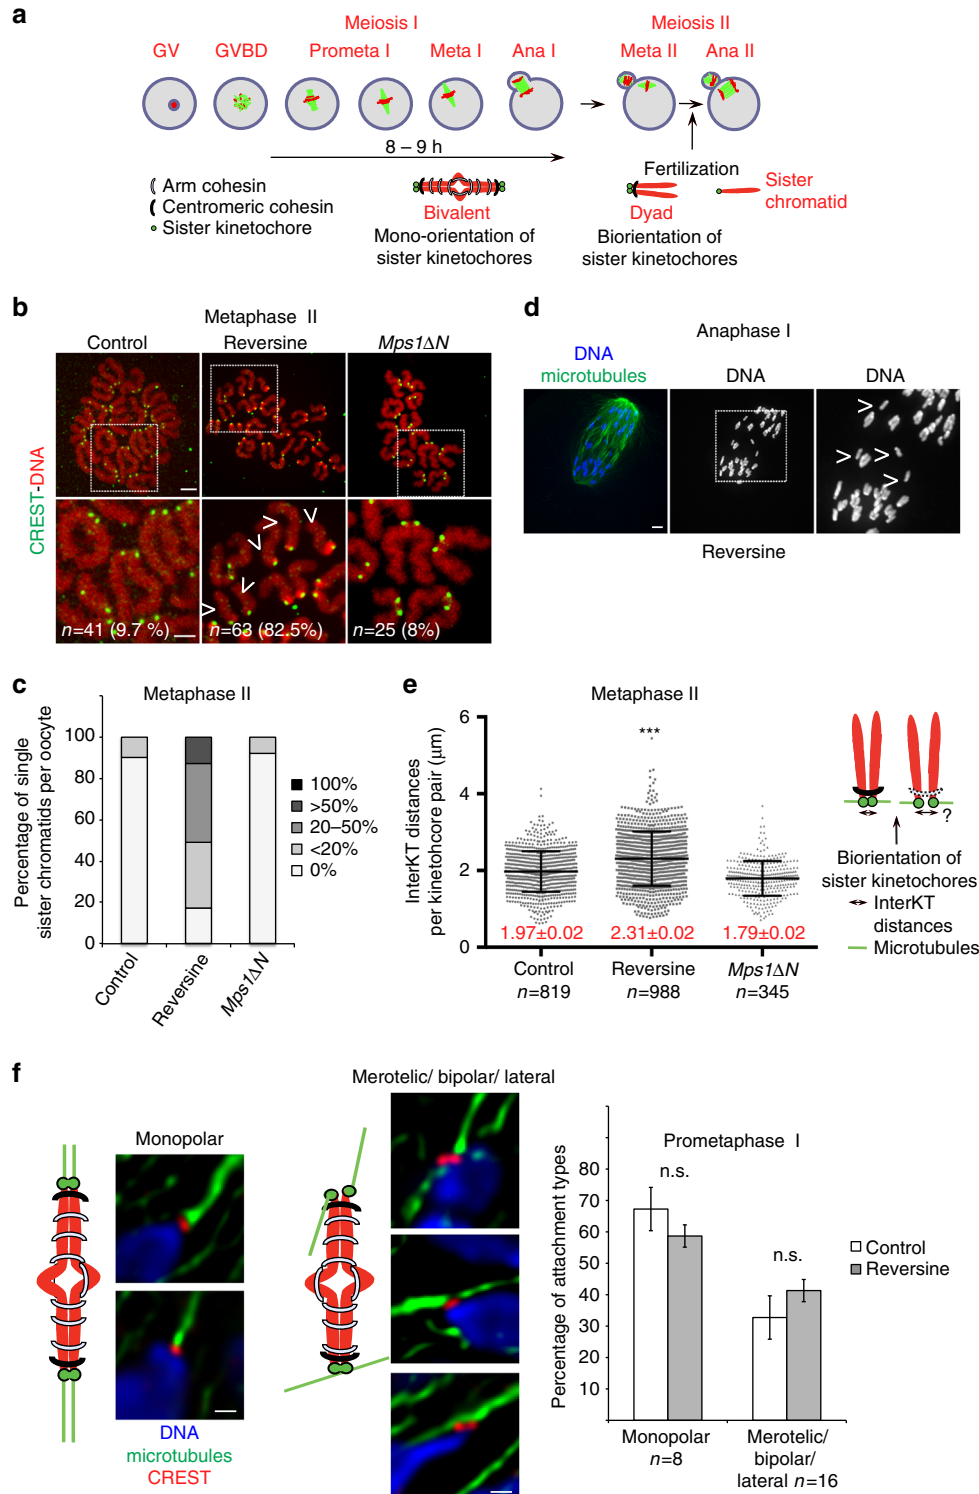 a
Meiosis I
Meiosis II
GV
GVBD
Prometa I
Meta I
Ana I
Meta II
Ana II
8 – 9 h
Fertilization
Arm cohesin
Centromeric cohesin
Sister kinetochore
Bivalent
Mono-orientation of
sister kinetochores
Dyad
Sister
chromatid
Biorientation of
sister kinetochores
b
Metaphase II
Control
Reversine
Mps1ΔN
CREST-DNA
n=41 (9.7 %)
n=63 (82.5%)
n=25 (8%)
d
Anaphase I
DNA
microtubules
DNA
DNA
Reversine
c
Metaphase II
Percentage of single
sister chromatids per oocyte
100
80
60
40
20
0
Control
Reversine
Mps1ΔN
100%
>50%
20–50%
<20%
0%
e
Metaphase II
InterKT distances
per kinetohcore pair (μm)
6
4
2
0
***
1.97±0.02
2.31±0.02
1.79±0.02
Control
n=819
Reversine
n=988
Mps1ΔN
n=345
?
Biorientation of
sister kinetochores
InterKT
distances
Microtubules
f
Merotelic/ bipolar/ lateral
Monopolar
DNA
microtubules
CREST
Prometaphase I
Percentage of attachment types
80
70
60
50
40
30
20
10
n.s.
n.s.
Control
Reversine
Monopolar
n=8
Merotelic/
bipolar/
lateral n=16